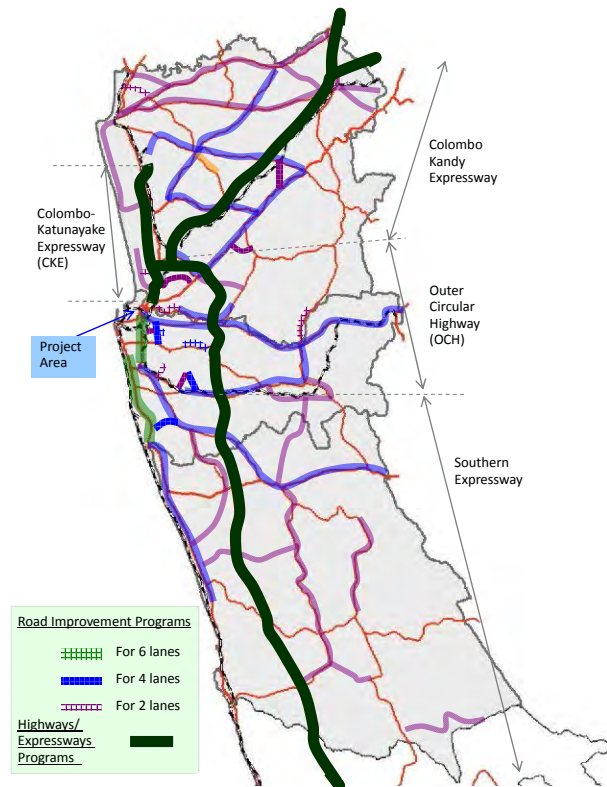 Colombo
Kandy
Expressway
Colombo-
Katunayake
Expressway
(CKE)
Outer
Circular
Highway
(OCH)
Project
Area
Southern
Expressway
Road Improvement Programs
For 6 lanes
For 4 lanes
For 2 lanes
Highways/
Expressways
Programs